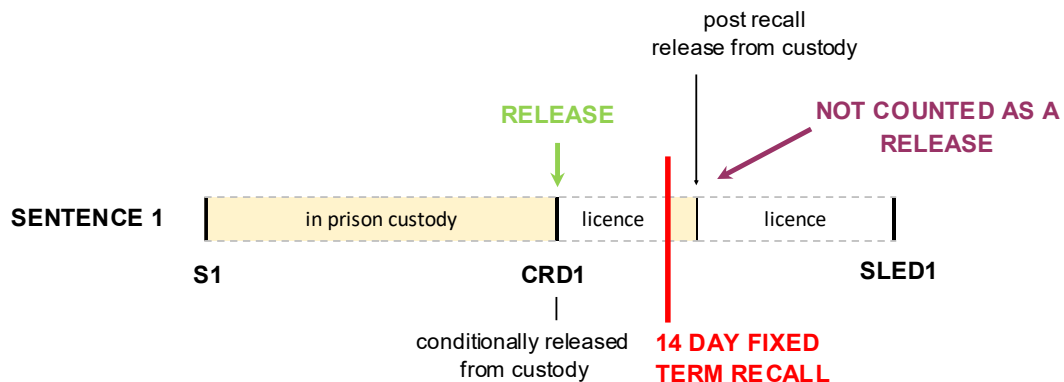 post recall
release from custody
RELEASE
NOT COUNTED AS A
RELEASE
SENTENCE 1
in prison custody
licence
licence
S1
CRD1
SLED1
conditionally released
from custody
14 DAY FIXED
TERM RECALL